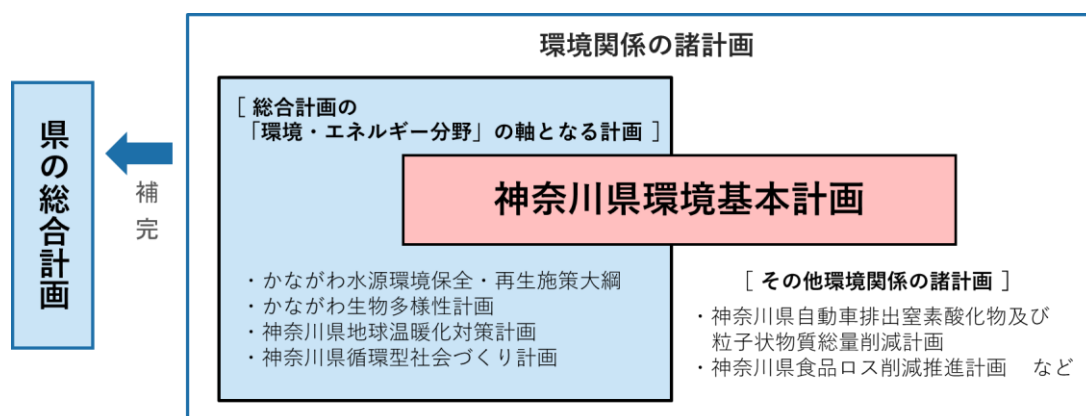 環境関係の諸計画
県の総合計画
補完
［ 総合計画の
「環境・エネルギー分野」の軸となる計画 ］
神奈川県環境基本計画
・かながわ水源環境保全・再生施策大綱
・かながわ生物多様性計画
・神奈川県地球温暖化対策計画
・神奈川県循環型社会づくり計画
［ その他環境関係の諸計画 ］
・神奈川県自動車排出窒素酸化物及び
粒子状物質総量削減計画
・神奈川県食品ロス削減推進計画　など